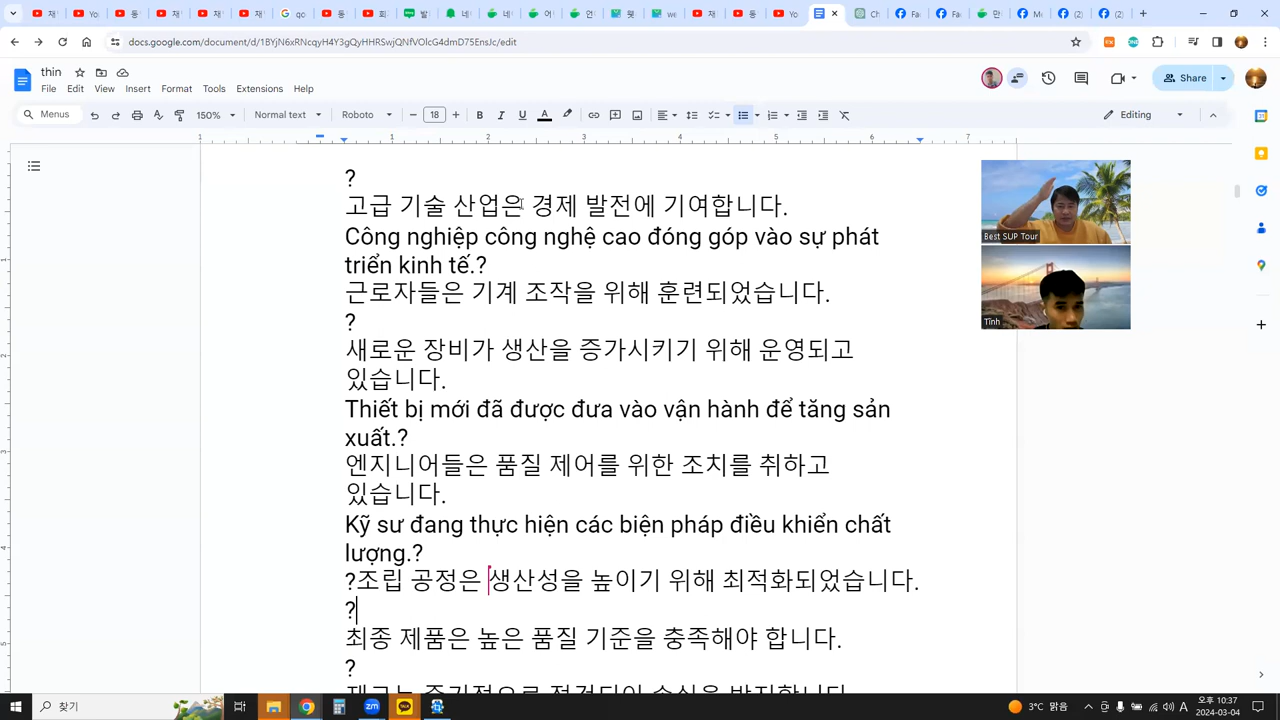 docs.google.com/document/d/1BYjN6xRNcqyH4Y3gQyHHRSwjQNfVOlcG4dmD75EnsJc/edit
thin
File Edit View Insert Format Tools Extensions Help
Share
Menus
150%
Normal text
Roboto
18
Editing
?
고급 기술 산업은 경제 발전에 기여합니다.
Công nghiệp công nghệ cao đóng góp vào sự phát
triển kinh tế.?
근로자들은 기계 조작을 위해 훈련되었습니다.
?
새로운 장비가 생산을 증가시키기 위해 운영되고
있습니다.
Thiết bị mới đã được đưa vào vận hành để tăng sản
xuất.?
엔지니어들은 품질 제어를 위한 조치를 취하고
있습니다.
Kỹ sư đang thực hiện các biện pháp điều khiển chất
lượng.?
?조립 공정은 생산성을 높이기 위해 최적화되었습니다.
?
최종 제품은 높은 품질 기준을 충족해야 합니다.
?
Best SUP Tour
Tĩnh
찾기
3°C 맑음
오후 10:37
2024-03-04